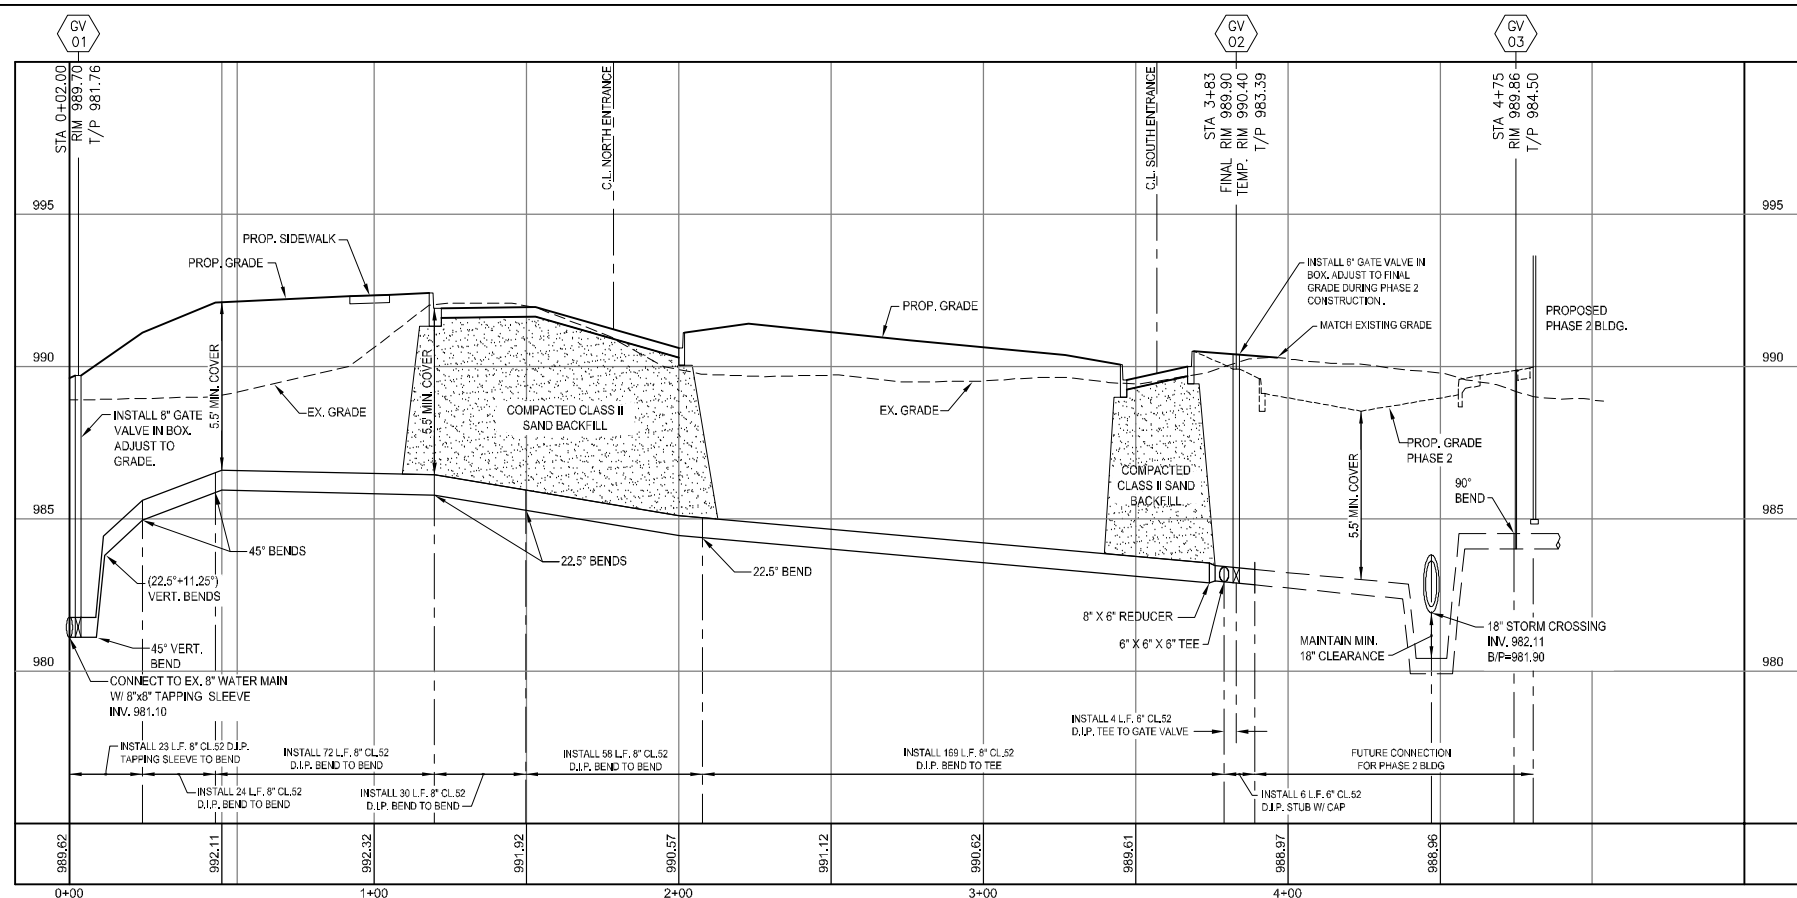 GV
01
GV
02
GV
03
STA 0+02.00
RIM 989.70
T/P 981.76
C.L. NORTH ENTRANCE
C.L. SOUTH ENTRANCE
STA 3+83
FINAL RIM 989.90
TEMP. RIM 990.40
T/P 983.39
STA 4+75
RIM 989.86
T/P 984.50
995
995
PROP. SIDEWALK
PROP. GRADE
PROP. GRADE
INSTALL 6" GATE VALVE IN
BOX. ADJUST TO FINAL
GRADE DURING PHASE 2
CONSTRUCTION.
MATCH EXISTING GRADE
PROPOSED
PHASE 2 BLDG.
990
990
5.5' MIN. COVER
5.5' MIN. COVER
EX. GRADE
EX. GRADE
INSTALL 8" GATE
VALVE IN BOX.
ADJUST TO
GRADE.
COMPACTED CLASS II
SAND BACKFILL
PROP. GRADE
PHASE 2
COMPACTED
CLASS II SAND
BACKFILL
5.5' MIN. COVER
90°
BEND
985
985
45° BENDS
22.5° BENDS
22.5° BEND
(22.5°+11.25°)
VERT. BENDS
8" X 6" REDUCER
6" X 6" X 6" TEE
MAINTAIN MIN.
18" CLEARANCE
18" STORM CROSSING
INV. 982.11
B/P=981.90
45° VERT.
BEND
980
980
CONNECT TO EX. 8" WATER MAIN
W/ 8"x8" TAPPING SLEEVE
INV. 981.10
INSTALL 23 L.F. 8" CL.52 D.I.P.
TAPPING SLEEVE TO BEND
INSTALL 72 L.F. 8" CL.52
D.I.P. BEND TO BEND
INSTALL 58 L.F. 8" CL.52
D.I.P. BEND TO BEND
INSTALL 169 L.F. 8" CL.52
D.I.P. BEND TO TEE
INSTALL 4 L.F. 6" CL.52
D.I.P. TEE TO GATE VALVE
FUTURE CONNECTION
FOR PHASE 2 BLDG
INSTALL 24 L.F. 8" CL.52
D.I.P. BEND TO BEND
INSTALL 30 L.F. 8" CL.52
D.I.P. BEND TO BEND
INSTALL 6 L.F. 6" CL.52
D.I.P. STUB W/ CAP
989.62
992.11
992.32
991.92
990.57
991.12
990.62
989.61
988.97
988.96
0+00
1+00
2+00
3+00
4+00